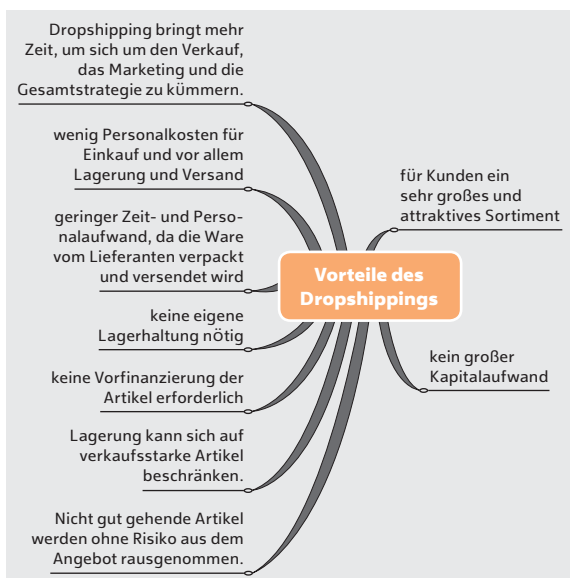 Dropshipping bringt mehr
Zeit, um sich um den Verkauf,
das Marketing und die
Gesamtstrategie zu kümmern.
wenig Personalkosten für
Einkauf und vor allem
Lagerung und Versand
geringer Zeit- und Perso-
nalaufwand, da die Ware
vom Lieferanten verpackt
und versendet wird
keine eigene
Lagerhaltung nötig
keine Vorfinanzierung der
Artikel erforderlich
Lagerung kann sich auf
verkaufsstarke Artikel
beschränken.
Nicht gut gehende Artikel
werden ohne Risiko aus dem
Angebot rausgenommen.
Vorteile des
Dropshippings
für Kunden ein
sehr großes und
attraktives Sortiment
kein großer
Kapitalaufwand